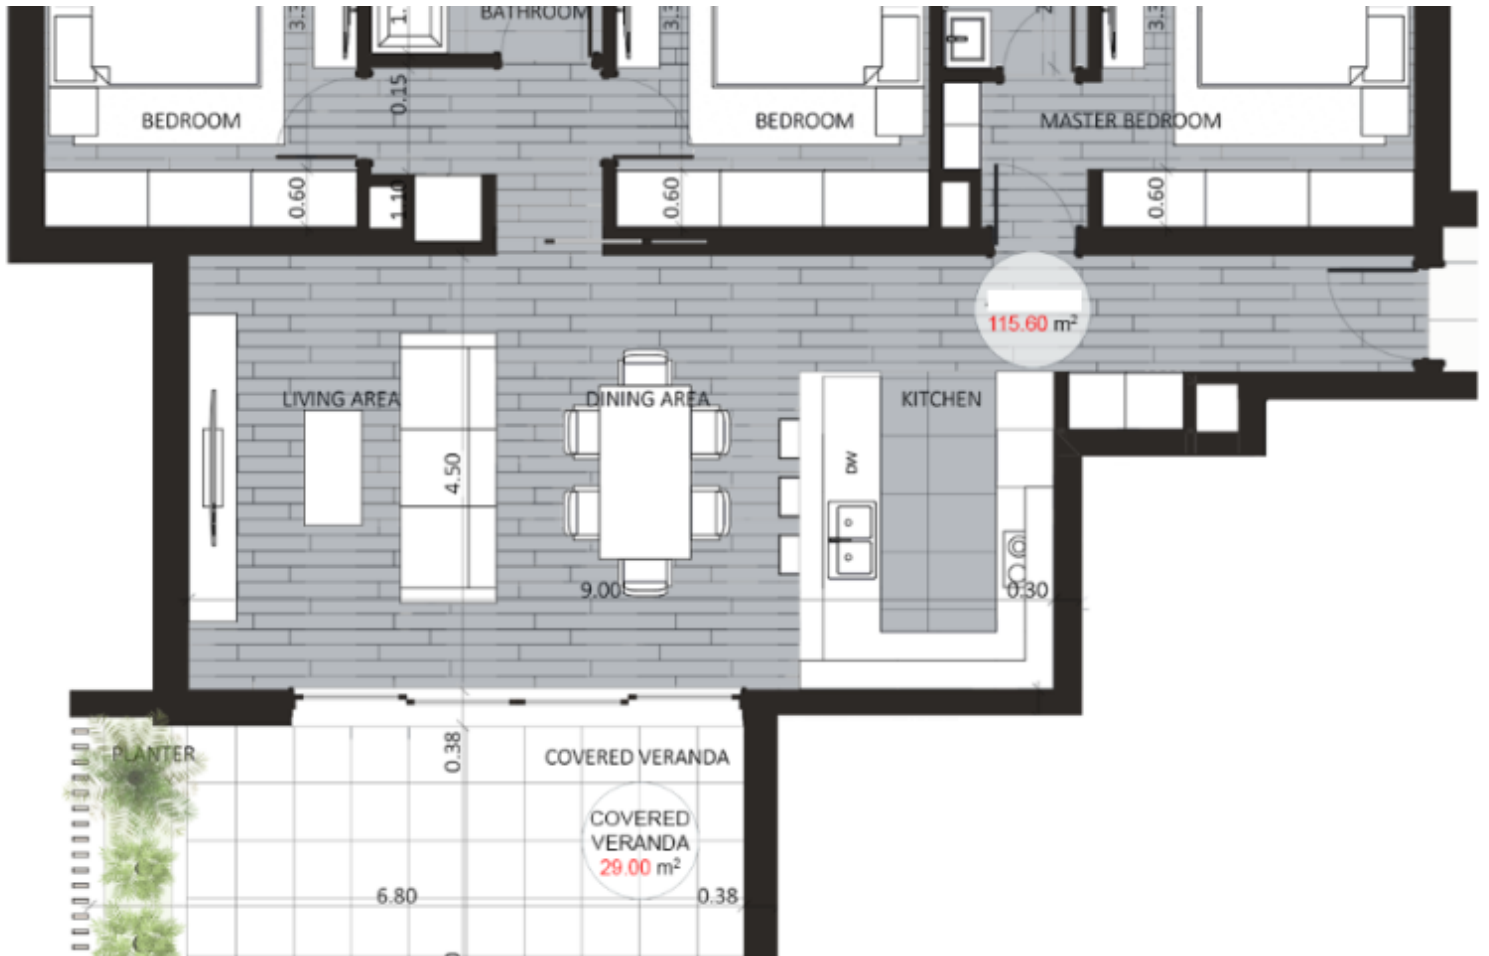 BATHROOM
0.15
BEDROOM
BEDROOM
MASTER BEDROOM
0.60
1.10
0.60
0.60
115.60 m²
LIVING AREA
DINING AREA
KITCHEN
4.50
DW
9.00
0.30
PLANTER
0.38
COVERED VERANDA
COVERED
VERANDA
29.00 m²
6.80
0.38